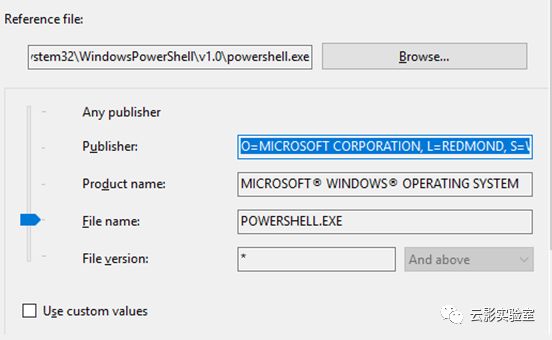 Reference file:
ystem32\WindowsPowerShell\v1.0\powershell.exe
Browse...
Any publisher
Publisher:
O=MICROSOFT CORPORATION, L=REDMOND, S=
Product name:
MICROSOFT® WINDOWS® OPERATING SYSTEM
File name:
POWERSHELL.EXE
File version:
*
And above
Use custom values
云影实验室